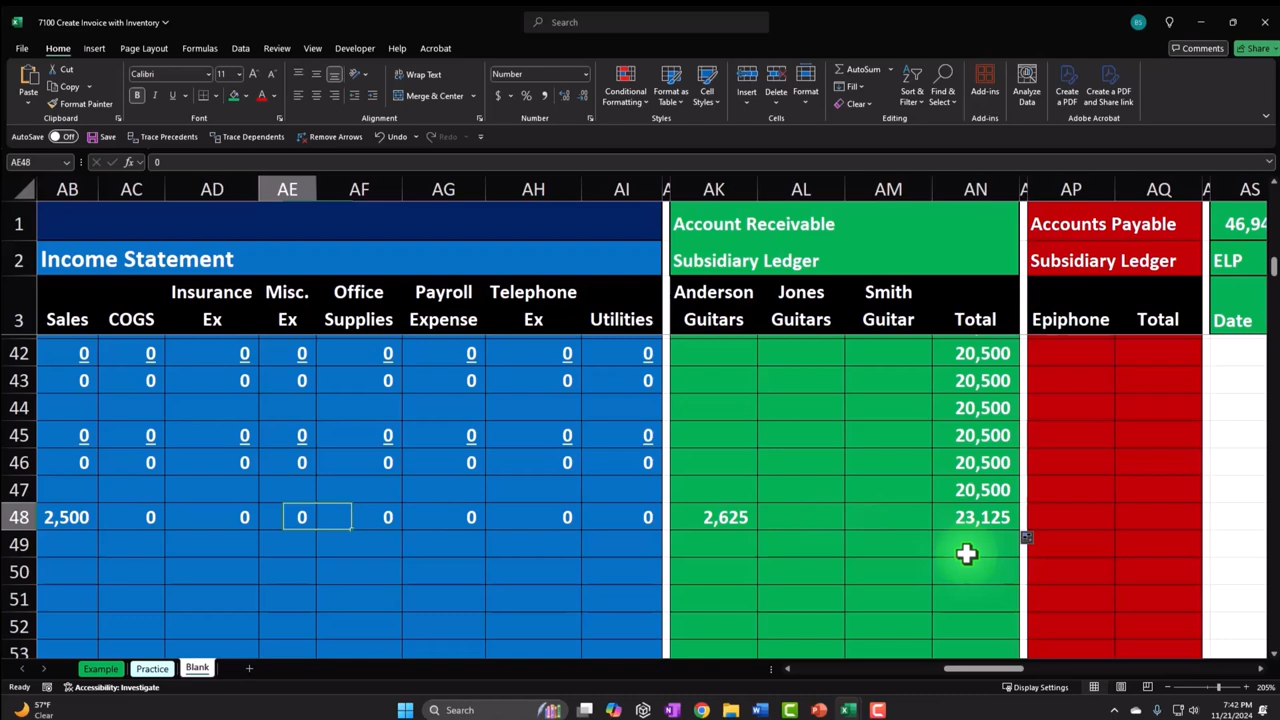 7100 Create Invoice with Inventory
Search
BS
File Home Insert Page Layout Formulas Data Review View Developer Help Acrobat
Comments Share
Paste Cut Copy Format Painter
Clipboard
Calibri 11
B I U
Font
Wrap Text
Merge & Center
Alignment
Number
$ % ,
Number
Conditional Formatting Format as Table Cell Styles
Styles
Insert Delete Format
Cells
AutoSum Fill Clear Sort & Filter Find & Select
Editing
Add-ins
Add-ins
Analyze Data
Create a PDF Create a PDF and Share link
Adobe Acrobat
AutoSave Off Save Trace Precedents Trace Dependents Remove Arrows Undo Redo
AE48 fx 0
AB AC AD AE AF AG AH AI A AK AL AM AN A AP AQ A AS
1 Account Receivable Accounts Payable 46,94
2 Income Statement Subsidiary Ledger Subsidiary Ledger ELP
Insurance Misc. Office Payroll Telephone Anderson Jones Smith
3 Sales COGS Ex Ex Supplies Expense Ex Utilities Guitars Guitars Guitar Total Epiphone Total Date
42 0 0 0 0 0 0 0 0 20,500
43 0 0 0 0 0 0 0 0 20,500
44 20,500
45 0 0 0 0 0 0 0 0 20,500
46 0 0 0 0 0 0 0 0 20,500
47 20,500
48 2,500 0 0 0 0 0 0 0 2,625 23,125
49
50
51
52
53
Example Practice Blank
Ready Accessibility: Investigate Display Settings 205%
57°F
Clear
Search
7:42 PM
11/21/2024